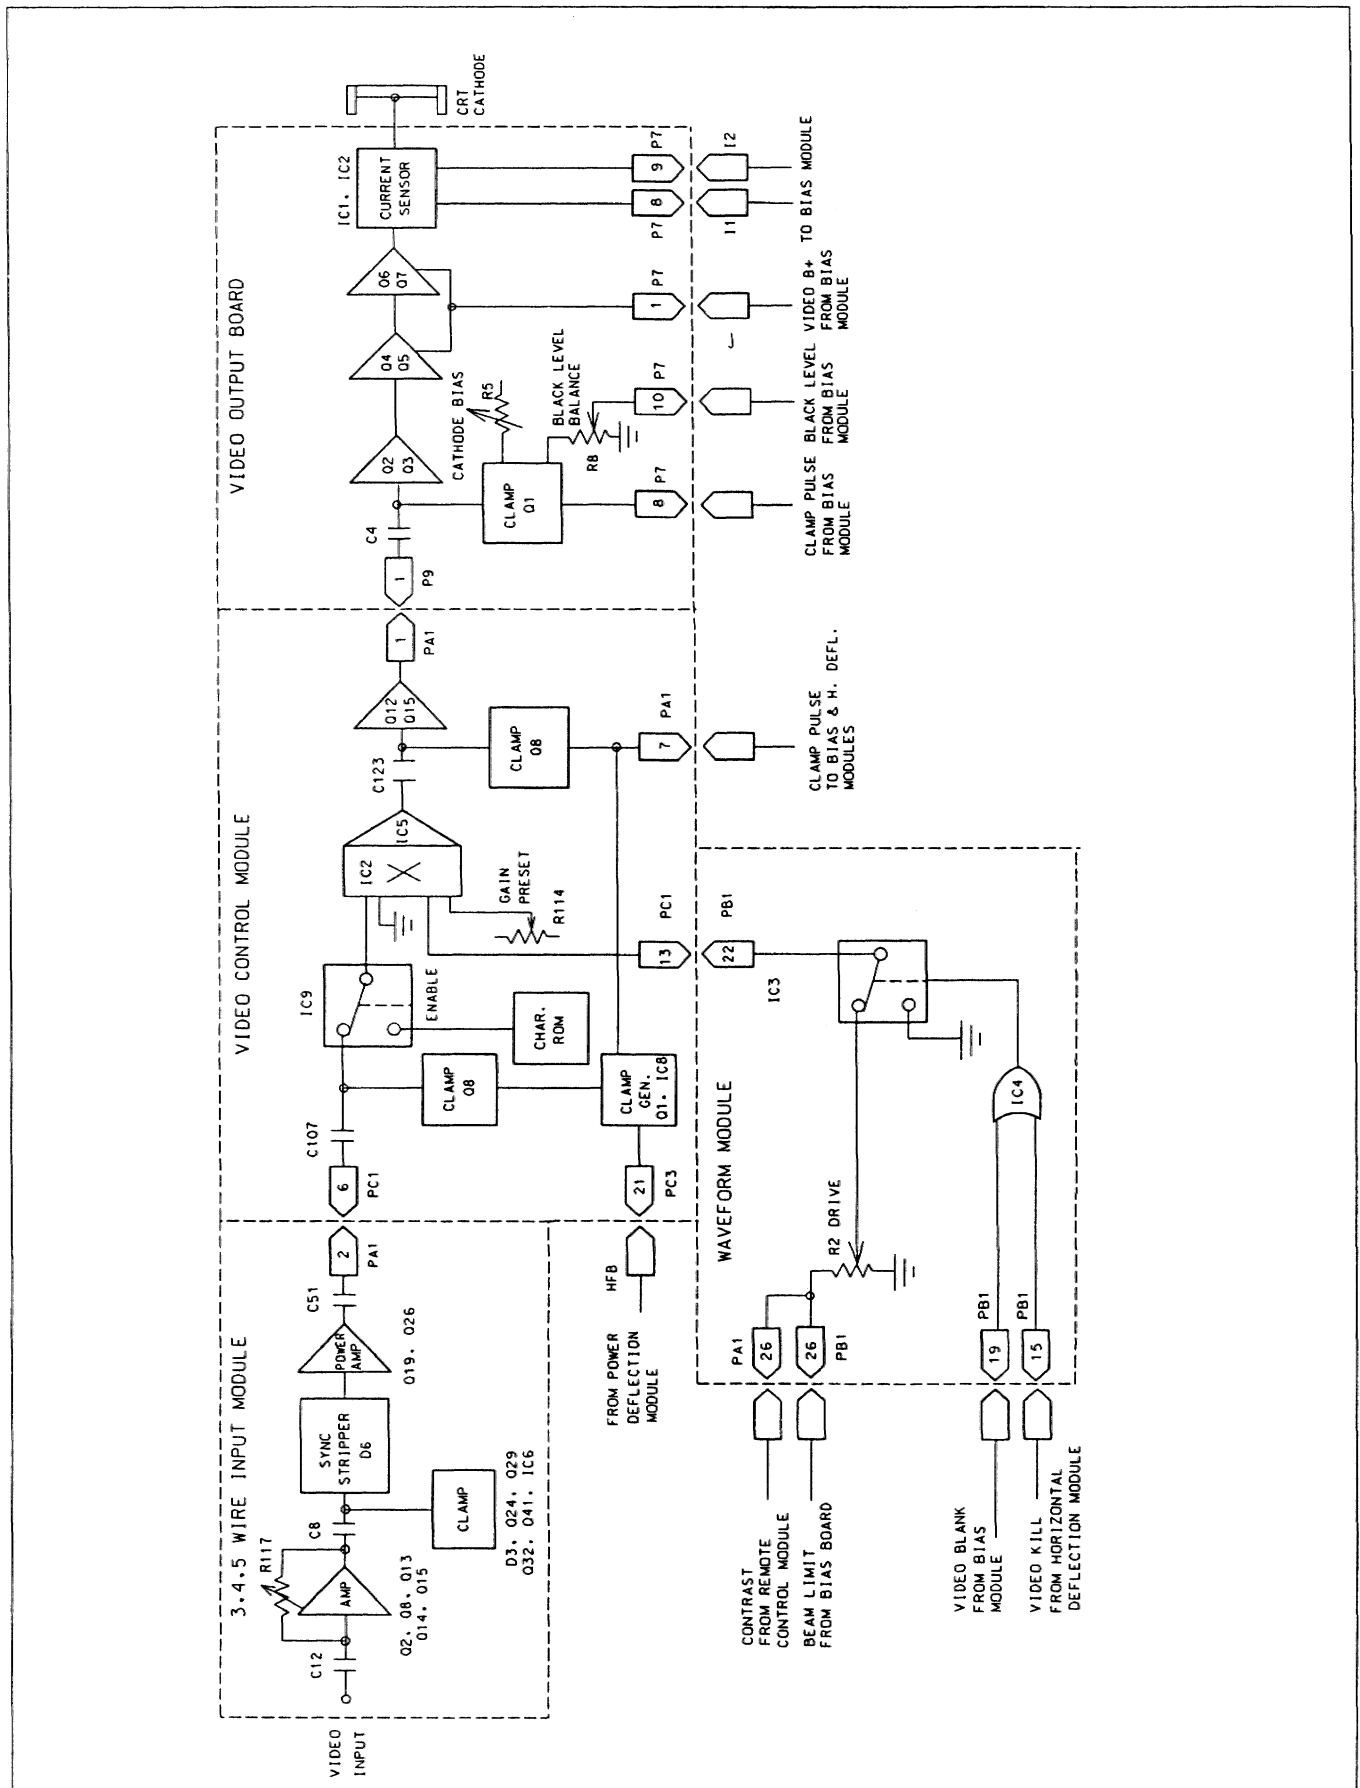 3.4.5 WIRE INPUT MODULE
VIDEO
INPUT
C12
R117
AMP
Q2. Q8. Q13
Q14. Q15
C8
CLAMP
D3. Q24. Q29
Q32. Q41. IC6
SYNC
STRIPPER
D6
POWER
AMP
Q19. Q26
C51
2
PA1
VIDEO CONTROL MODULE
6
PC1
C107
CLAMP
Q8
IC9
ENABLE
CHAR.
ROM
CLAMP
GEN.
Q1. IC8
21
PC3
HFB
FROM POWER
DEFLECTION
MODULE
IC2
X
IC5
GAIN
PRESET
R114
13
PC1
C123
CLAMP
Q8
Q12
Q15
1
PA1
7
PA1
CLAMP PULSE
TO BIAS & H. DEFL.
MODULES
VIDEO OUTPUT BOARD
1
P9
C4
CLAMP
Q1
Q2
Q3
CATHODE BIAS
R5
BLACK LEVEL
BALANCE
R8
Q4
Q5
Q6
Q7
IC1. IC2
CURRENT
SENSOR
CRT
CATHODE
8
P7
10
P7
1
P7
8
P7
9
P7
I1
I2
CLAMP PULSE
FROM BIAS
MODULE
BLACK LEVEL
FROM BIAS
MODULE
VIDEO B+
FROM BIAS
MODULE
TO BIAS MODULE
WAVEFORM MODULE
PB1
22
IC3
R2 DRIVE
IC4
PA1
26
26
PB1
PB1
19
PB1
15
CONTRAST
FROM REMOTE
CONTROL MODULE
BEAM LIMIT
FROM BIAS BOARD
VIDEO BLANK
FROM BIAS
MODULE
VIDEO KILL
FROM HORIZONTAL
DEFLECTION MODULE